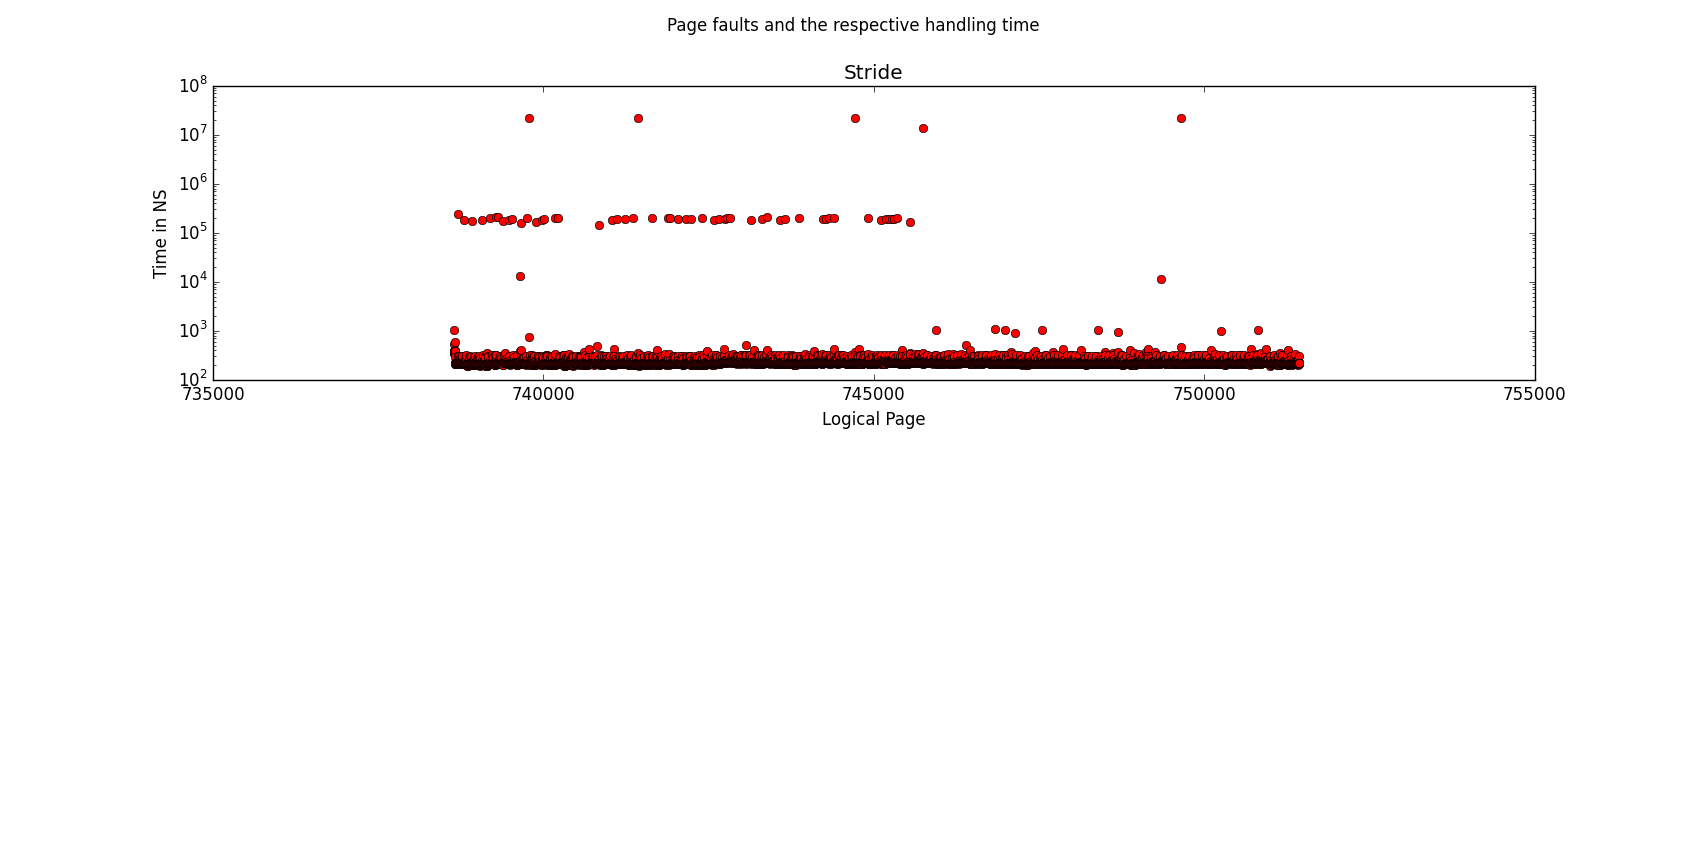 Page faults and the respective handling time
Stride
10^8
10^7
10^6
10^5
10^4
10^3
10^2
Time in NS
735000 740000 745000 750000 755000
Logical Page